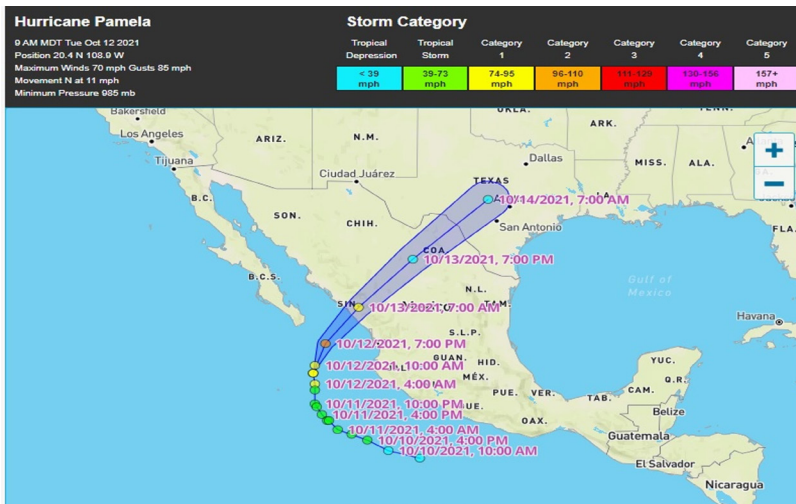 Hurricane Pamela
9 AM MDT Tue Oct 12 2021
Position 20.4 N 108.9 W
Maximum Winds 70 mph Gusts 85 mph
Movement N at 11 mph
Minimum Pressure 985 mb
Storm Category
Tropical Depression
Tropical Storm
Category 1
Category 2
Category 3
Category 4
Category 5
< 39 mph
39-73 mph
74-95 mph
96-110 mph
111-129 mph
130-156 mph
157+ mph
Bakersfield
Los Angeles
Tijuana
ARIZ.
N.M.
OKLA.
ARK.
TENN.
MISS.
ALA.
Ciudad Juárez
Dallas
TEXAS
LA.
B.C.
SON.
CHIH.
10/14/2021, 7:00 AM
San Antonio
FLA.
COA.
10/13/2021, 7:00 PM
B.C.S.
Gulf of
Mexico
N.L.
SIN.
10/13/2021, 7:00 AM
TAM.
Havana
10/12/2021, 7:00 PM
S.L.P.
10/12/2021, 10:00 AM
GUAN.
HID.
YUC.
10/12/2021, 4:00 AM
MÉX.
Q.R.
PUE.
VER.
CAM.
TAB.
10/11/2021, 10:00 PM
10/11/2021, 4:00 PM
Belize
OAX.
10/11/2021, 4:00 AM
10/10/2021, 4:00 PM
Guatemala
10/10/2021, 10:00 AM
El Salvador
Nicaragua
+
−